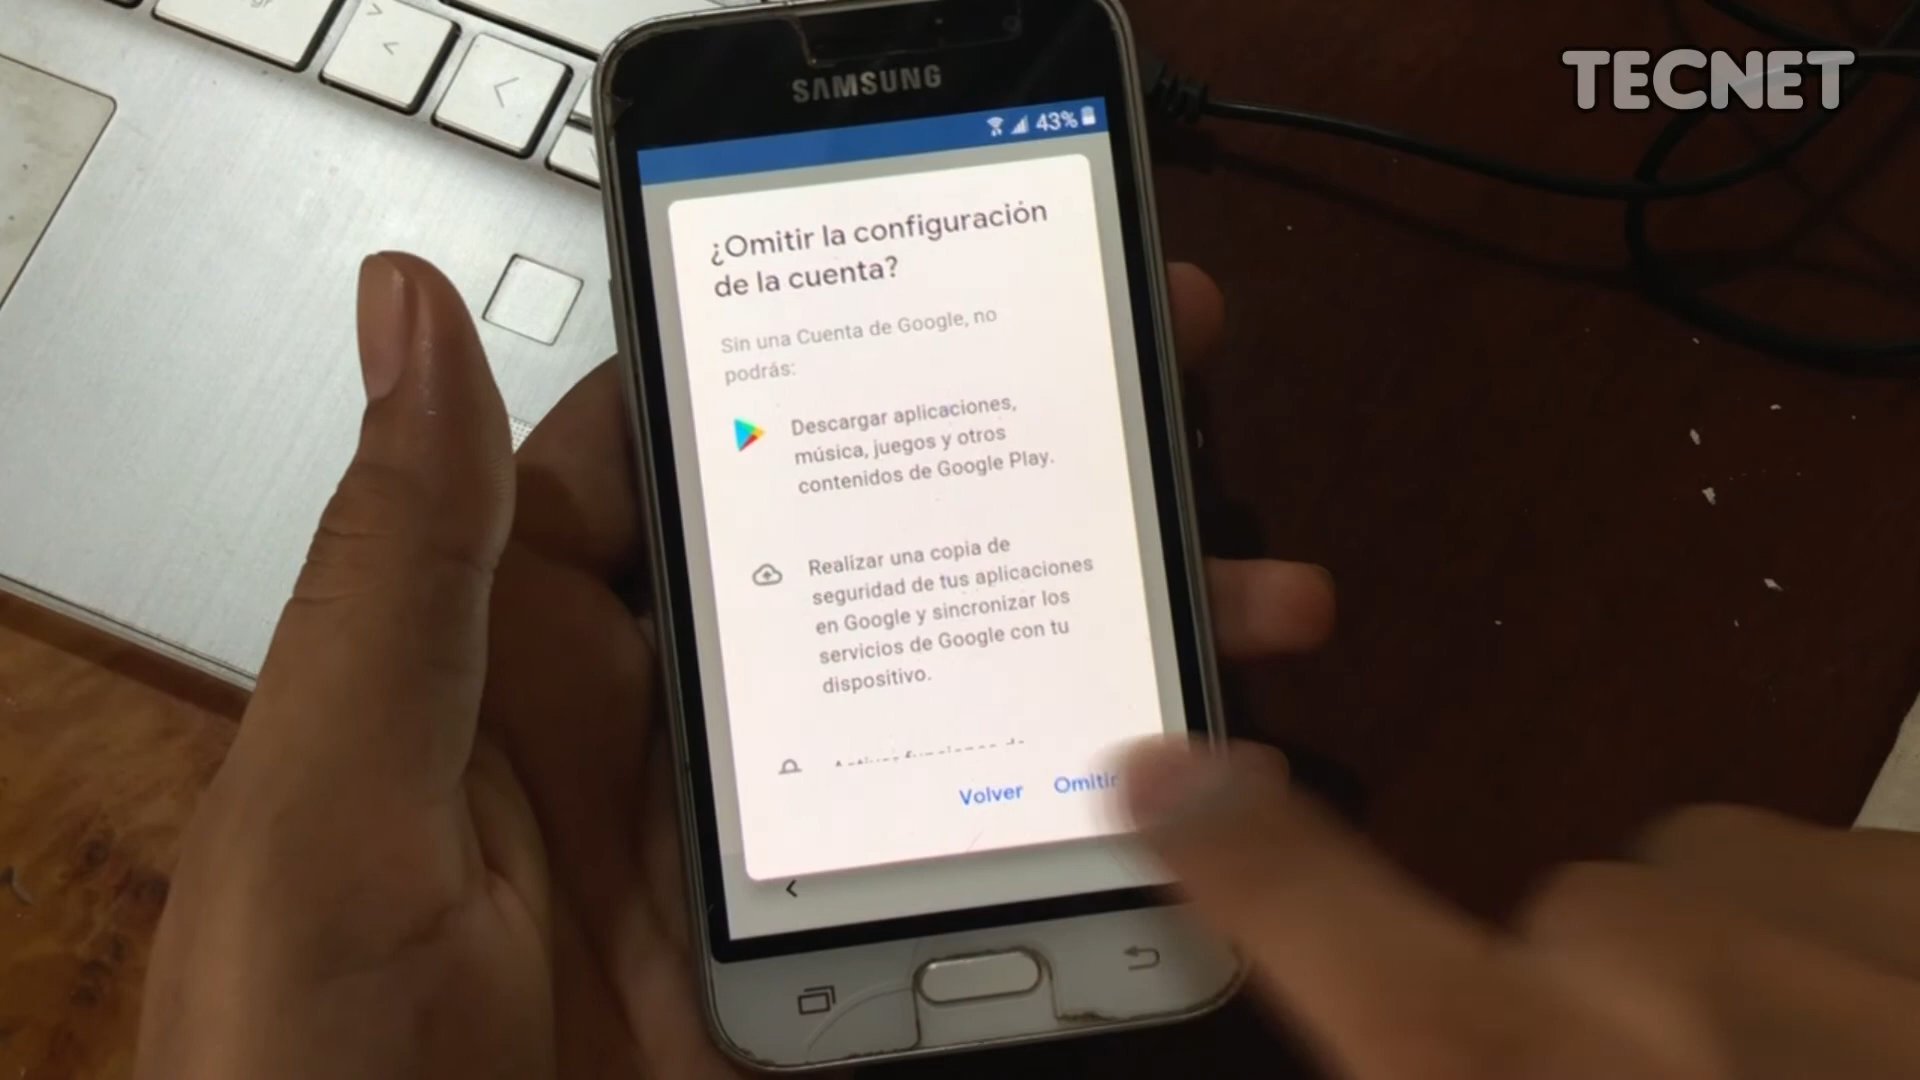 TECNET
SAMSUNG
43%
¿Omitir la configuración
de la cuenta?
Sin una Cuenta de Google, no
podrás:
Descargar aplicaciones,
música, juegos y otros
contenidos de Google Play.
Realizar una copia de
seguridad de tus aplicaciones
en Google y sincronizar los
servicios de Google con tu
dispositivo.
Volver Omitir